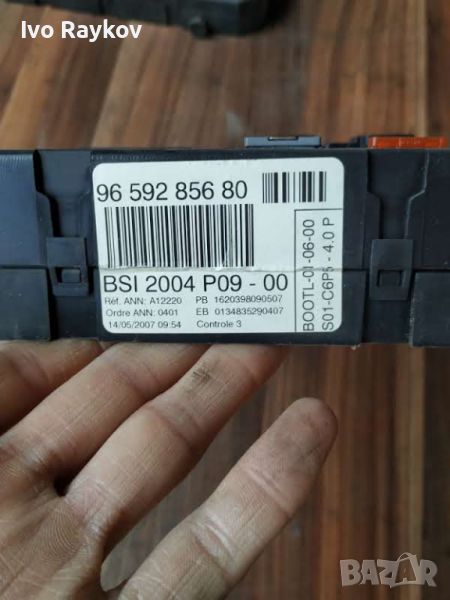 Ivo Raykov
96 592 856 80
BSI 2004 P09 - 00
Réf. ANN: A12220 PB 1620398090507
Ordre ANN: 0401 EB 0134835290407
14/05/2007 09:54 Controle 3
BOOTL-01-06-00
S01-C6P5 - 4.0 P
BAZAR